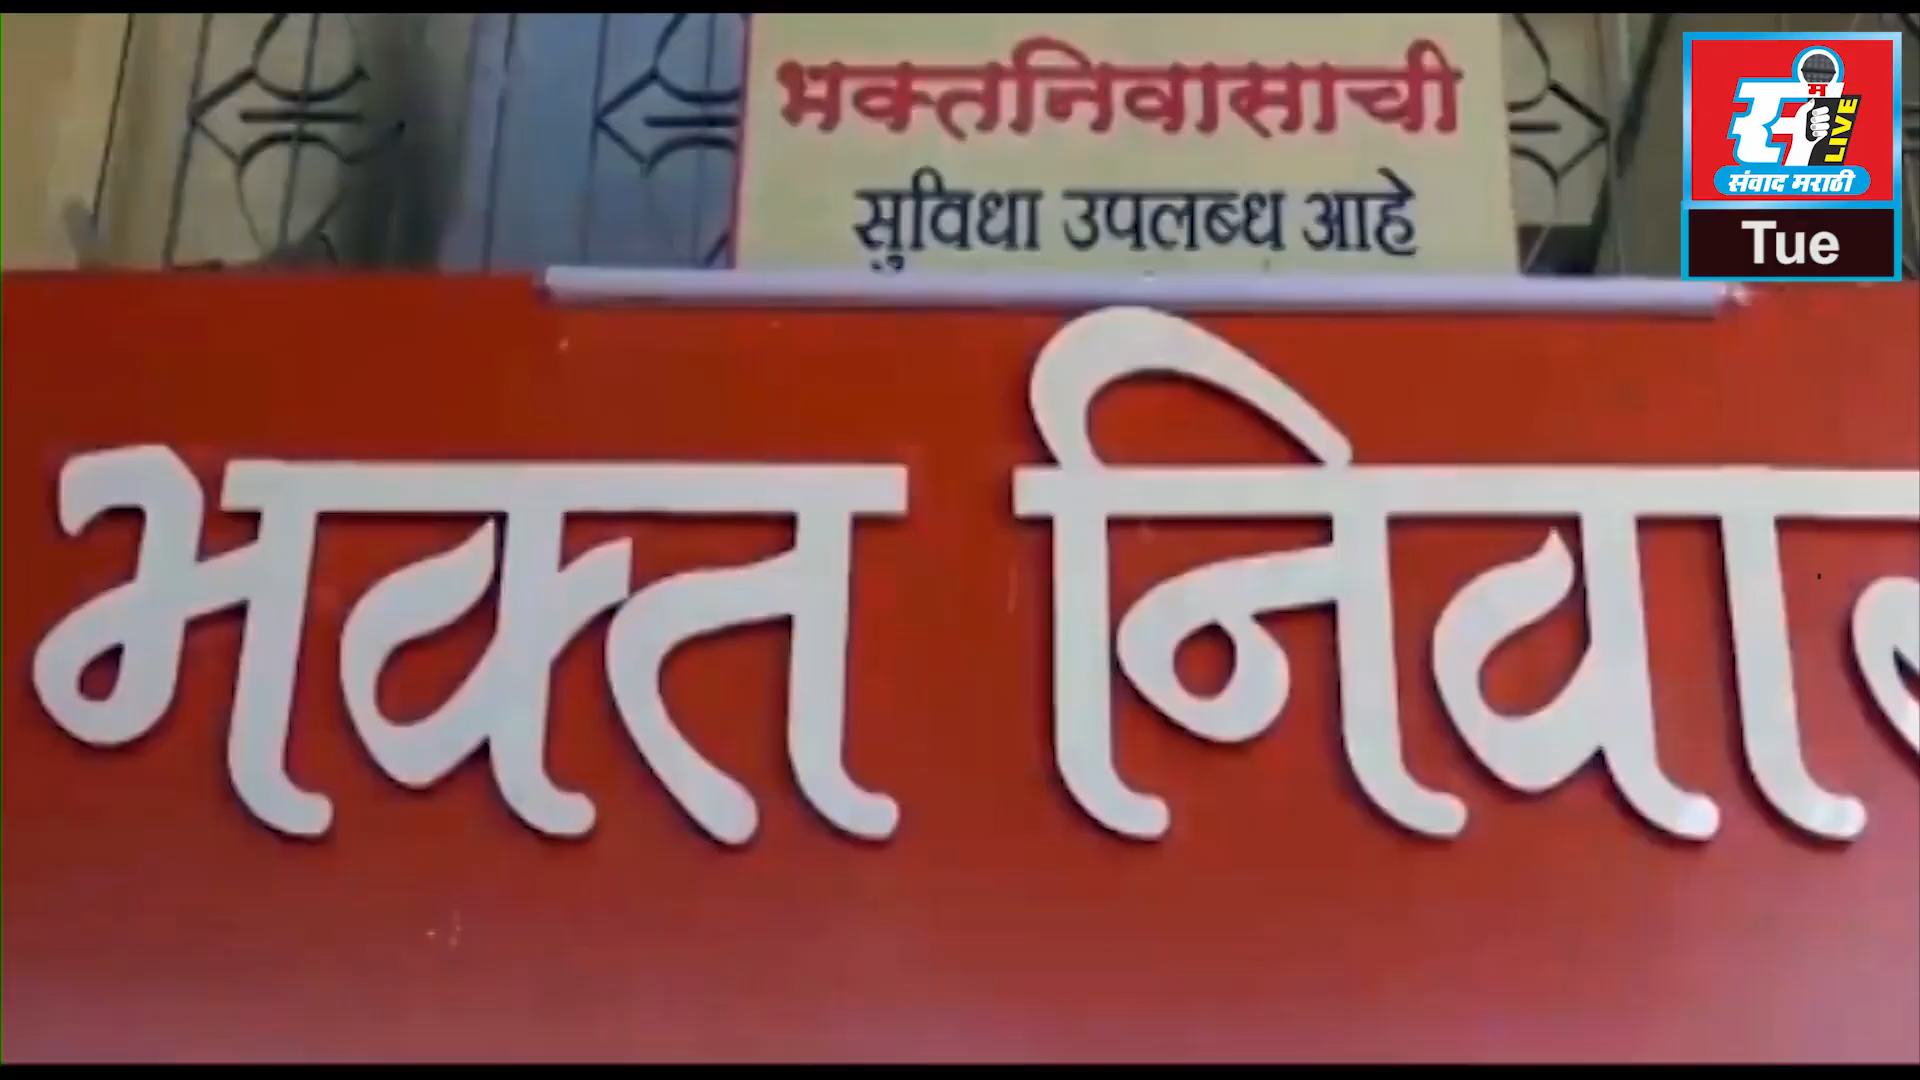 भक्तनिवासाची
सुविधा उपलब्ध आहे
स
म
LIVE
संवाद मराठी
Tue
भक्त निवा